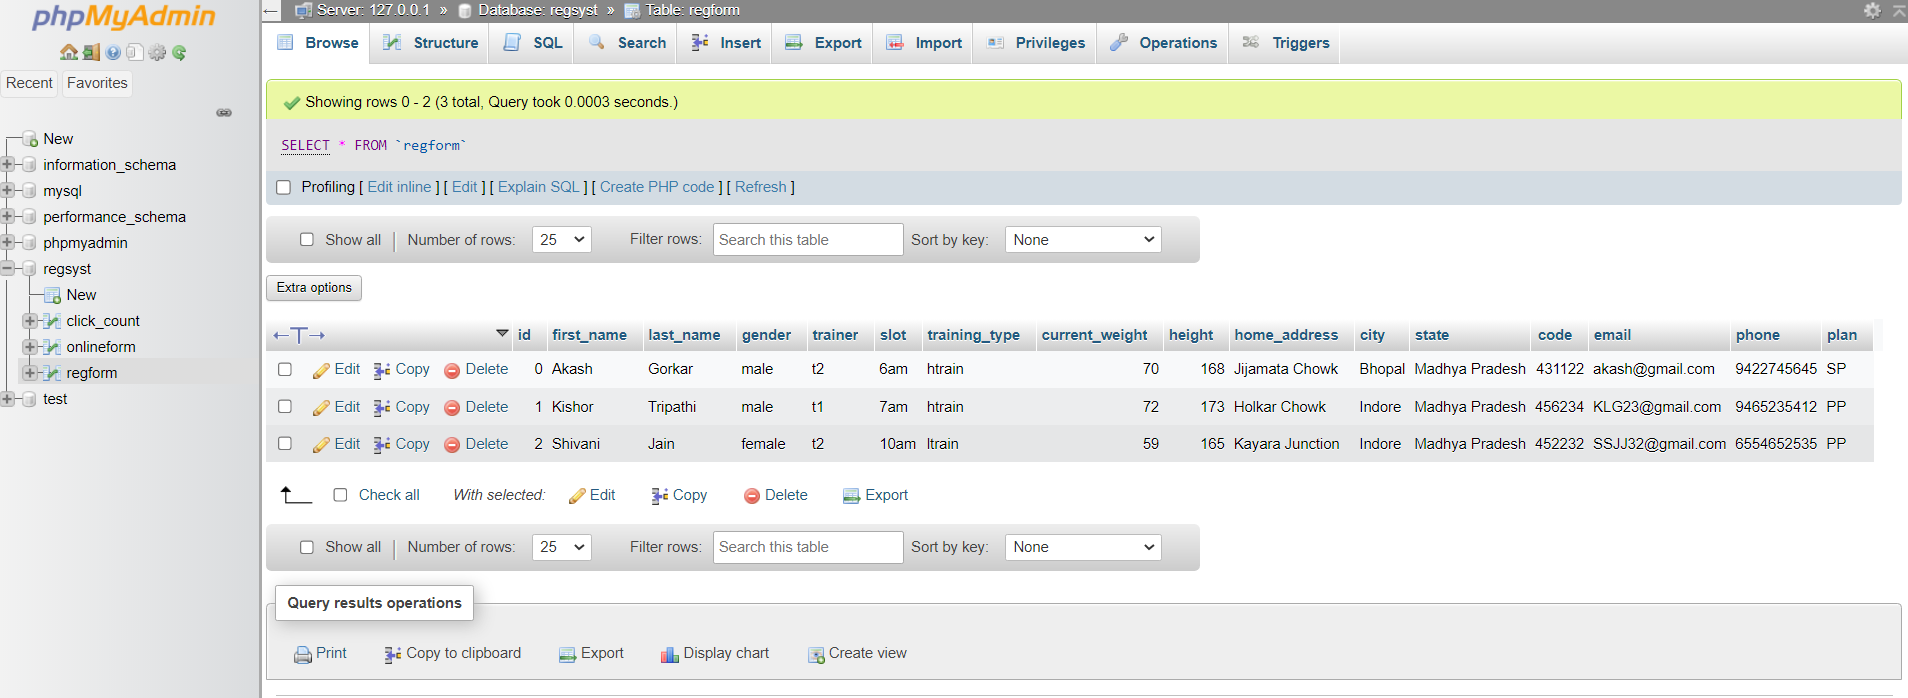 phpMyAdmin
Recent Favorites
New
information_schema
mysql
performance_schema
phpmyadmin
regsyst
New
click_count
onlineform
regform
test
Server: 127.0.0.1 » Database: regsyst » Table: regform
Browse Structure SQL Search Insert Export Import Privileges Operations Triggers
Showing rows 0 - 2 (3 total, Query took 0.0003 seconds.)
SELECT * FROM `regform`
Profiling [ Edit inline ] [ Edit ] [ Explain SQL ] [ Create PHP code ] [ Refresh ]
Show all | Number of rows: 25 Filter rows: Search this table Sort by key: None
Extra options
←T→ id first_name last_name gender trainer slot training_type current_weight height home_address city state code email phone plan
Edit Copy Delete 0 Akash Gorkar male t2 6am htrain 70 168 Jijamata Chowk Bhopal Madhya Pradesh 431122 akash@gmail.com 9422745645 SP
Edit Copy Delete 1 Kishor Tripathi male t1 7am htrain 72 173 Holkar Chowk Indore Madhya Pradesh 456234 KLG23@gmail.com 9465235412 PP
Edit Copy Delete 2 Shivani Jain female t2 10am ltrain 59 165 Kayara Junction Indore Madhya Pradesh 452232 SSJJ32@gmail.com 6554652535 PP
Check all With selected: Edit Copy Delete Export
Show all | Number of rows: 25 Filter rows: Search this table Sort by key: None
Query results operations
Print Copy to clipboard Export Display chart Create view